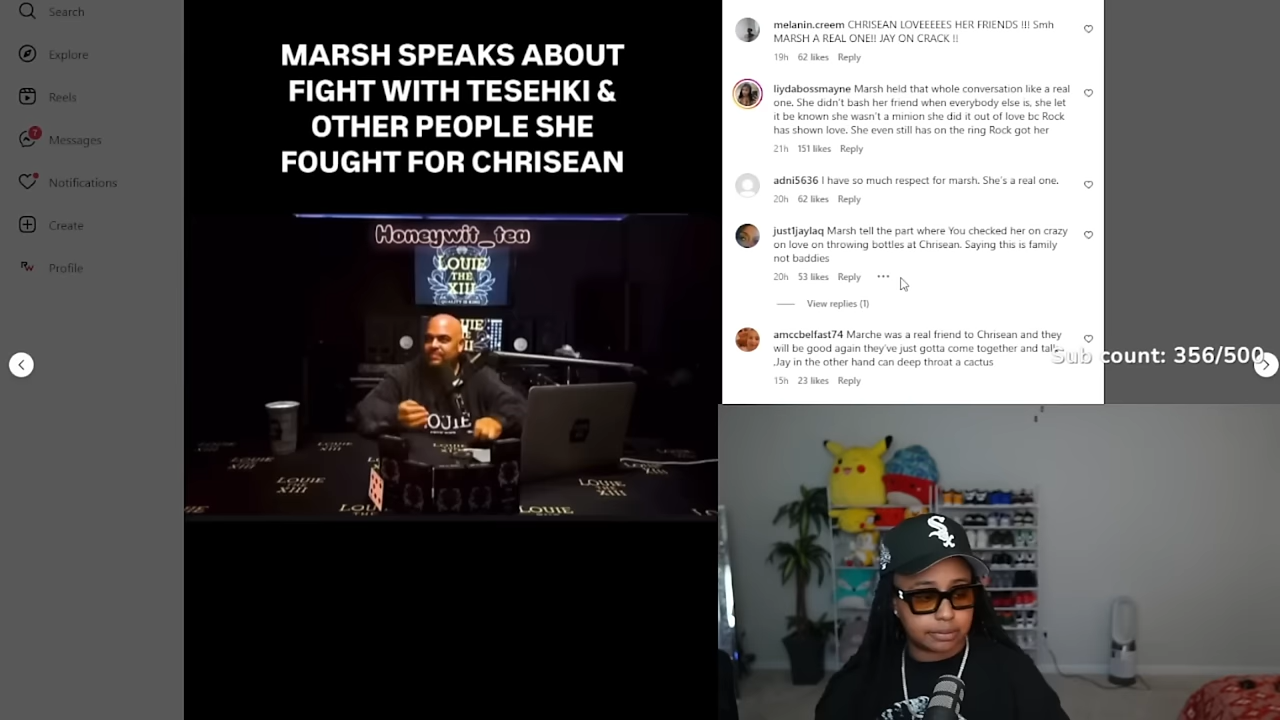 Search
Explore
Reels
7
Messages
Notifications
Create
Profile
MARSH SPEAKS ABOUT
FIGHT WITH TESEHKI &
OTHER PEOPLE SHE
FOUGHT FOR CHRISEAN
Honeywit_tea
LOUIE
THE
XIII
LOUIE
LOUIE
XIII
LOUIE
THE
XIII
melanin.creem CHRISEAN LOVEEEEES HER FRIENDS !!! Smh
MARSH A REAL ONE!! JAY ON CRACK !!
19h 62 likes Reply
liydabossmayne Marsh held that whole conversation like a real
one. She didn't bash her friend when everybody else is, she let
it be known she wasn't a minion she did it out of love bc Rock
has shown love. She even still has on the ring Rock got her
21h 151 likes Reply
adni5636 I have so much respect for marsh. She's a real one.
20h 62 likes Reply
just1jaylaq Marsh tell the part where You checked her on crazy
on love on throwing bottles at Chrisean. Saying this is family
not baddies
20h 53 likes Reply ...
View replies (1)
amccbelfast74 Marche was a real friend to Chrisean and they
will be good again they've just gotta come together and talk
.Jay in the other hand can deep throat a cactus
15h 23 likes Reply
Sub count: 356/500
Sox